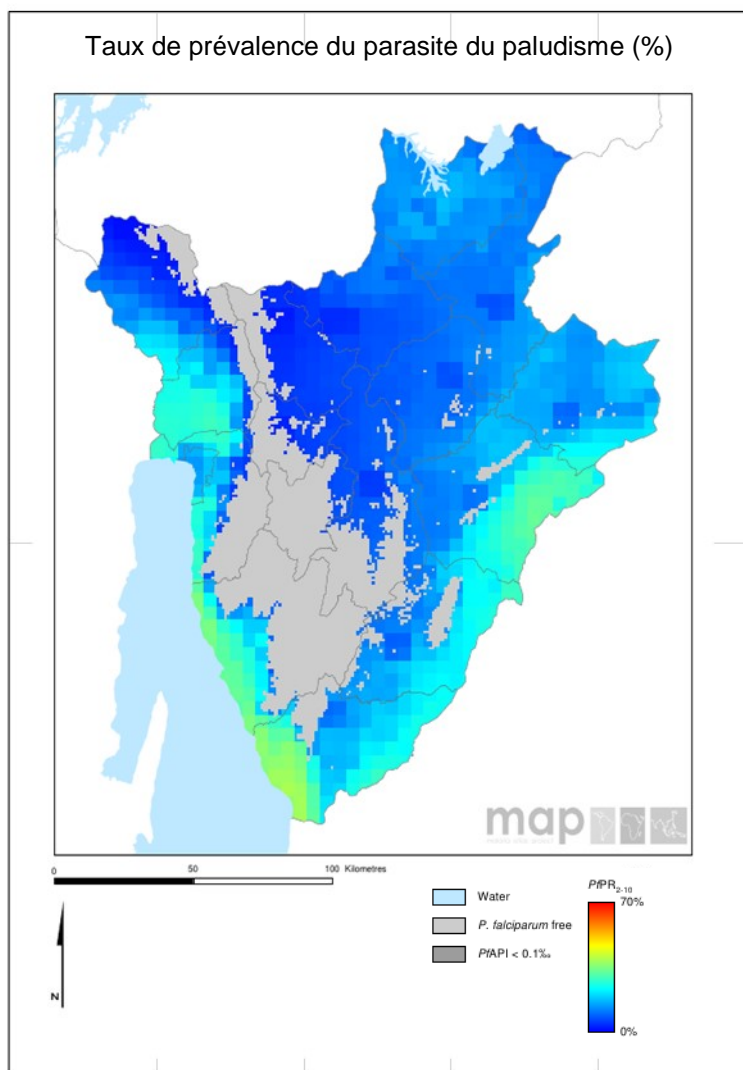 Taux de prévalence du parasite du paludisme (%)
map
0 50 100 Kilometres
Water
P. falciparum free
PfAPI < 0.1‰
PfPR2-10
70%
0%
N